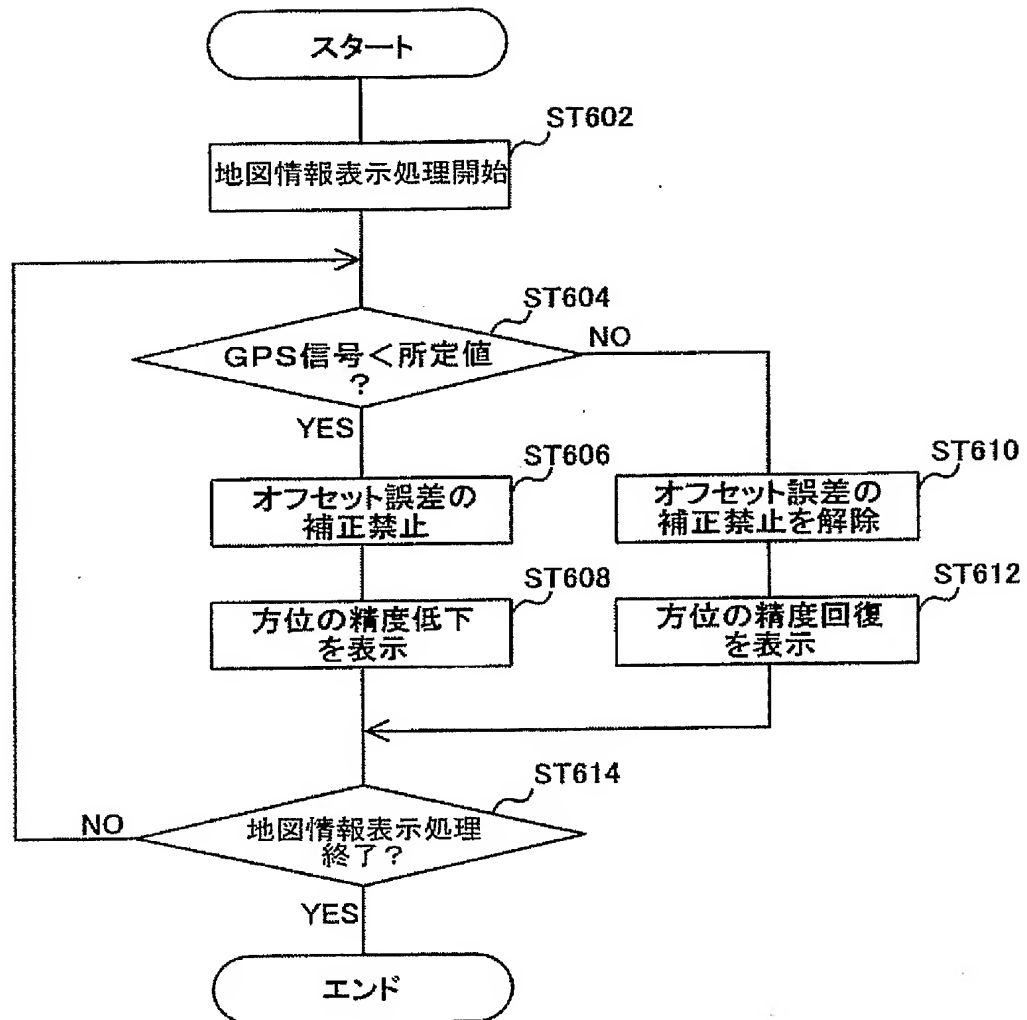 スタート
ST602
地図情報表示処理開始
ST604
GPS信号<所定値
?
NO
YES
ST606
オフセット誤差の
補正禁止
ST610
オフセット誤差の
補正禁止を解除
ST608
方位の精度低下
を表示
ST612
方位の精度回復
を表示
ST614
地図情報表示処理
終了?
NO
YES
エンド